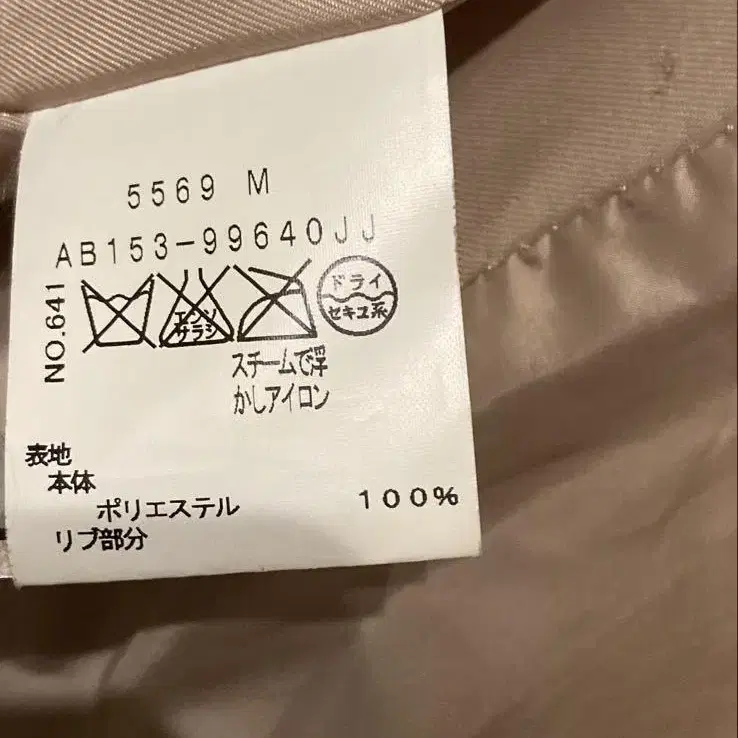 5569 M
AB153-99640JJ
NO.641
エンソ
サラシ
ドライ
セキユ系
スチームで浮
かしアイロン
表地
本体
ポリエステル 100%
リブ部分